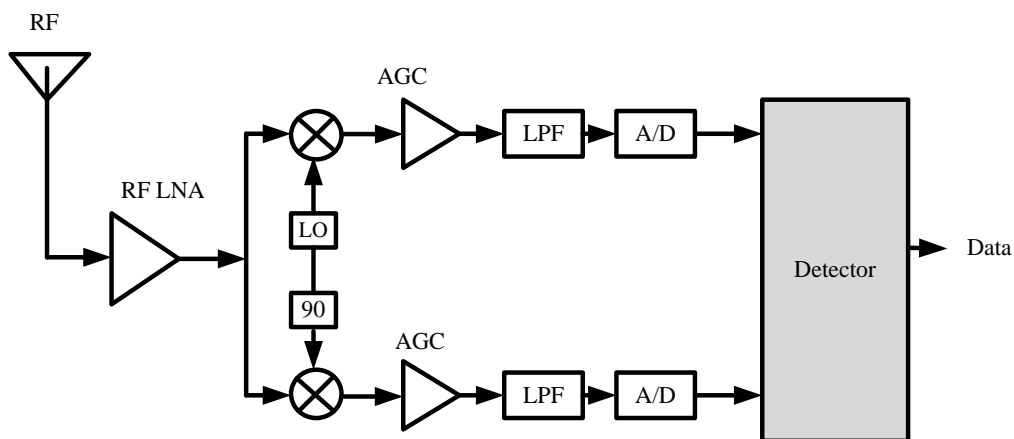 RF
AGC
LPF
A/D
RF LNA
LO
Detector
Data
90
AGC
LPF
A/D